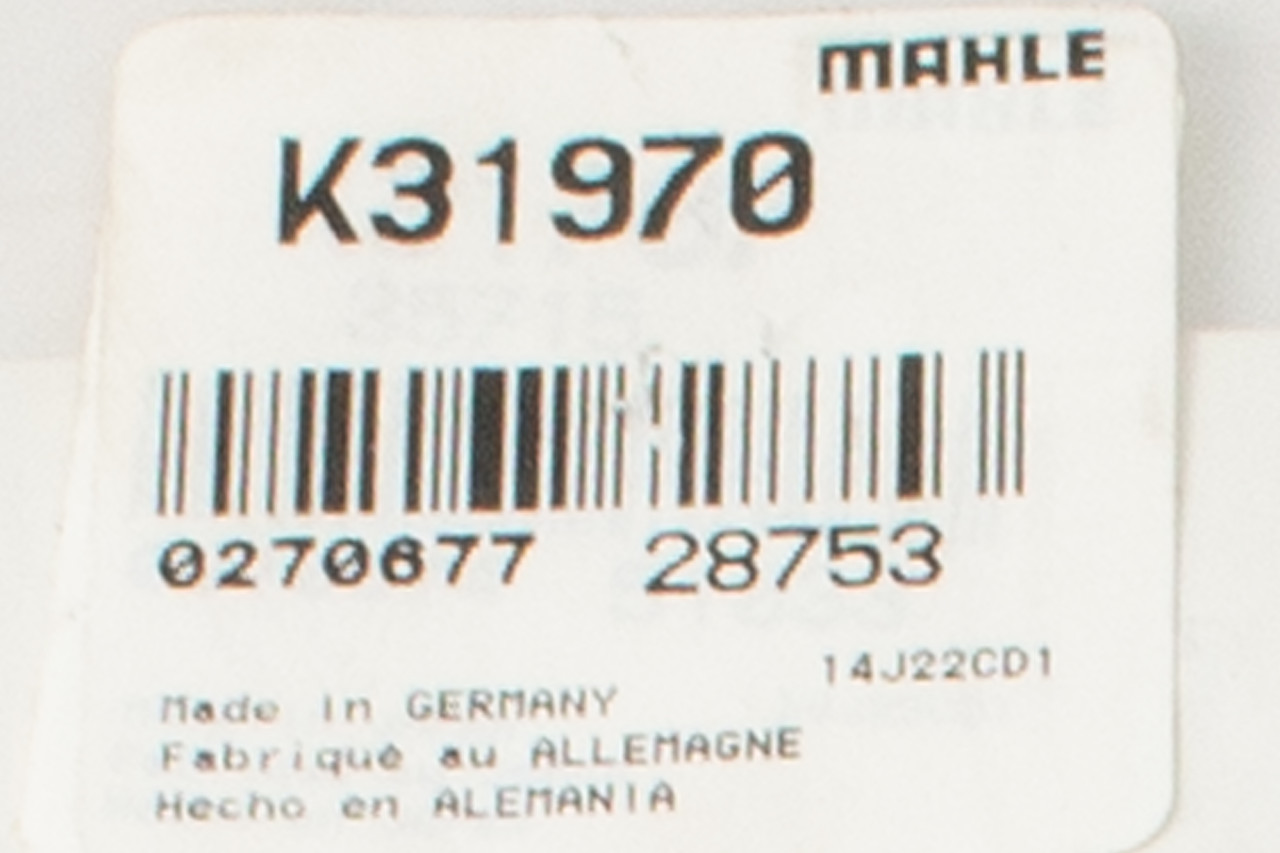 MAHLE
K31970
0270677 28753
14J22CD1
Made in GERMANY
Fabriqué au ALLEMAGNE
Hecho en ALEMANIA